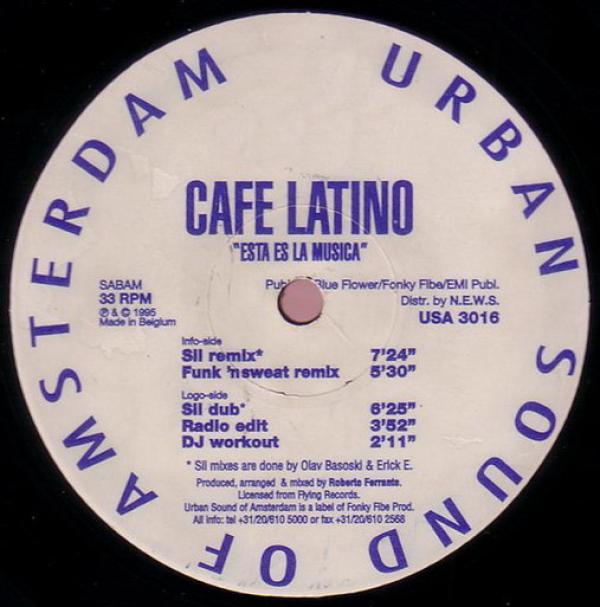 URBAN SOUND OF AMSTERDAM
CAFE LATINO
"ESTA ES LA MUSICA"
SABAM
33 RPM
℗ & © 1995
Made in Belgium
Blue Flower/Fonky Fibe/EMI Publ.
Distr. by N.E.W.S.
USA 3016
Info-side
Sil remix* 7'24"
Funk 'nsweat remix 5'30"
Logo-side
Sil dub* 6'25"
Radio edit 3'52"
DJ workout 2'11"
* Sil mixes are done by Olav Basoski & Erick E.
Produced, arranged & mixed by Roberto Ferrante.
Licensed from Flying Records.
Urban Sound of Amsterdam is a label of Fonky Fibe Prod.
All info: tel +31/20/610 5000 or fax +31/20/610 2568